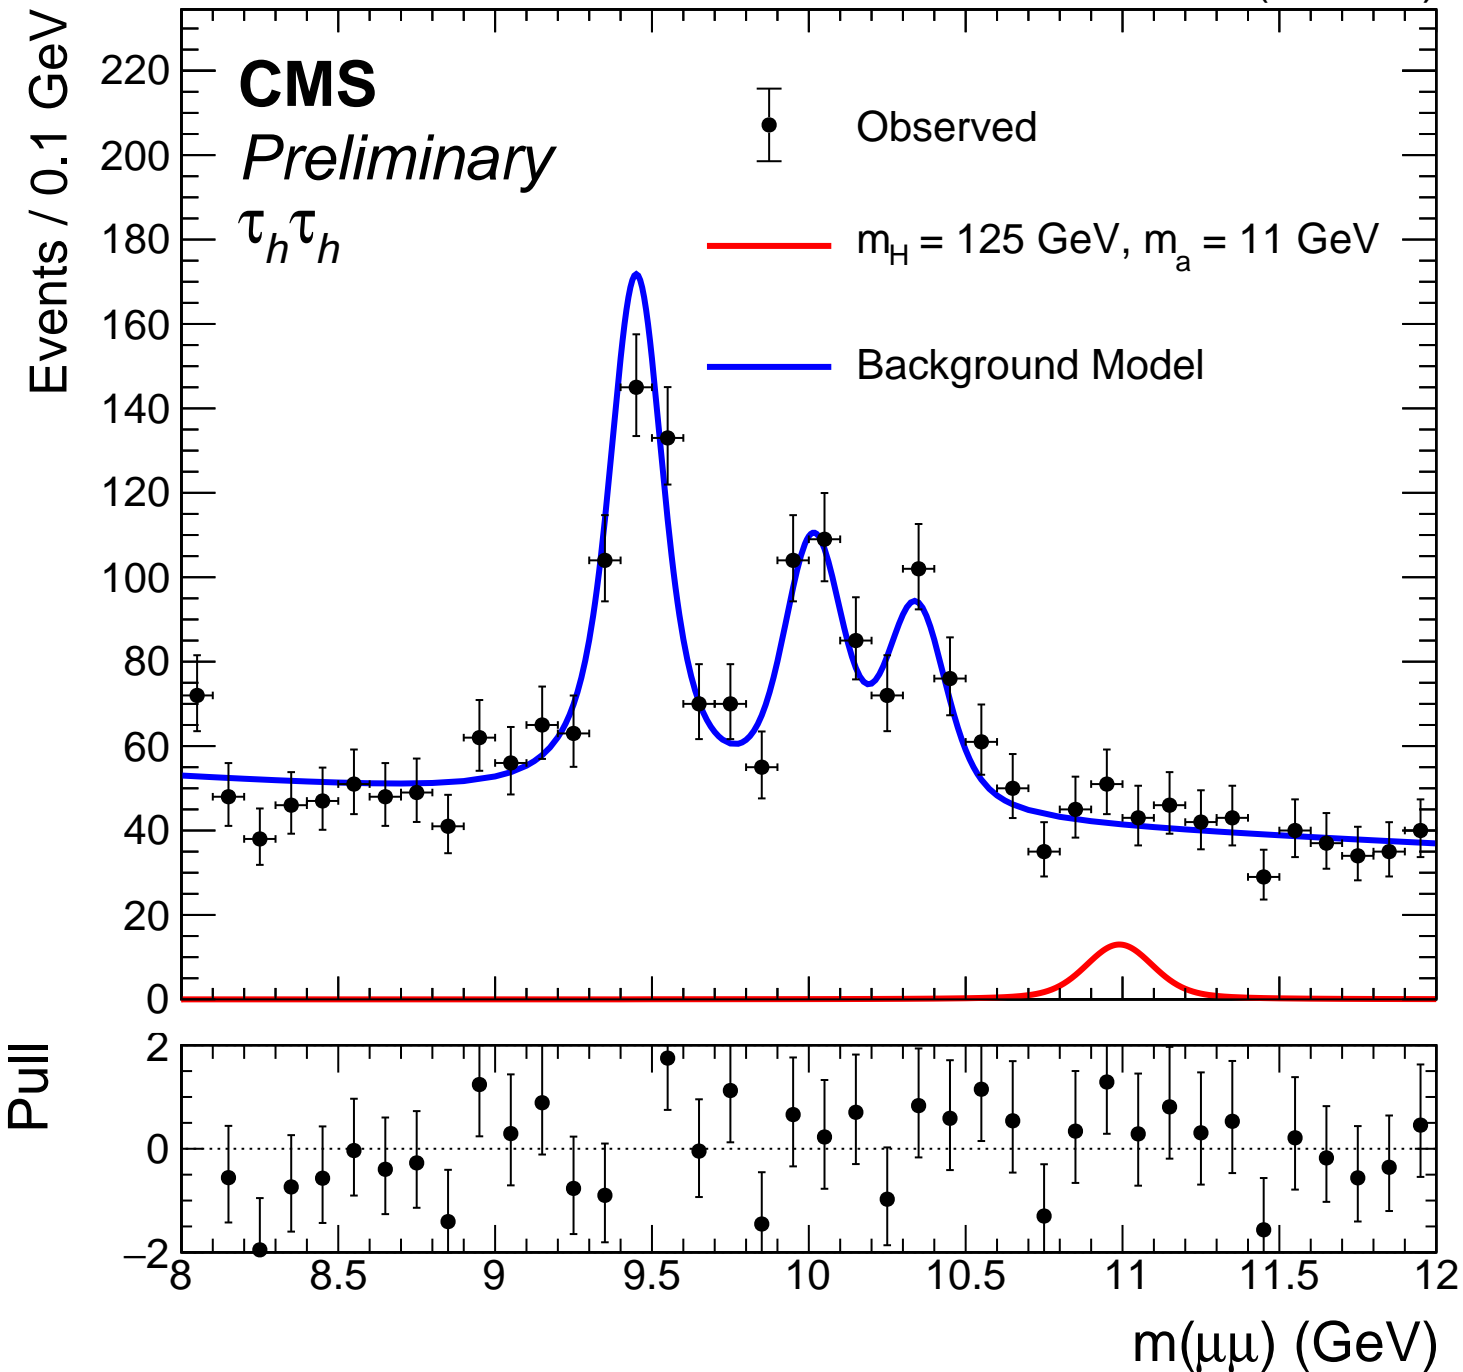 Events / 0.1 GeV
220
200
180
160
140
120
100
80
60
40
20
0
CMS
Preliminary
τhτh
Observed
mH = 125 GeV, ma = 11 GeV
Background Model
Pull
2
0
−2
8 8.5 9 9.5 10 10.5 11 11.5 12
m(μμ) (GeV)